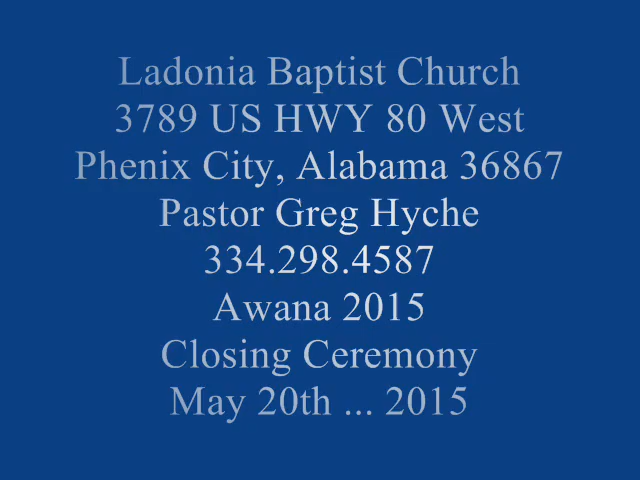 Ladonia Baptist Church
3789 US HWY 80 West
Phenix City, Alabama 36867
Pastor Greg Hyche
334.298.4587
Awana 2015
Closing Ceremony
May 20th ... 2015